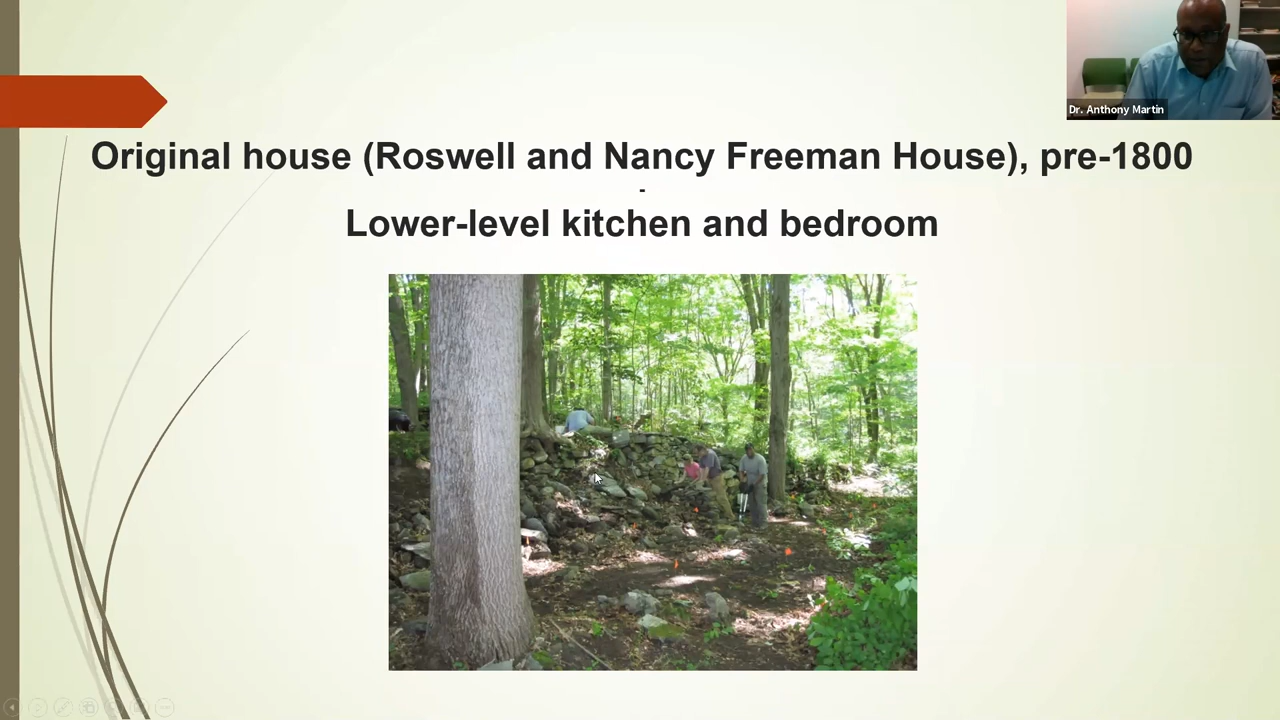 Dr. Anthony Martin
Original house (Roswell and Nancy Freeman House), pre-1800
-
Lower-level kitchen and bedroom